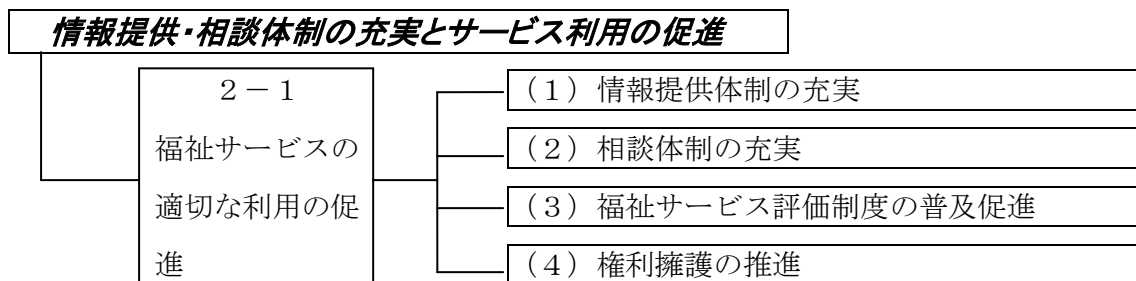 情報提供・相談体制の充実とサービス利用の促進
２－１
福祉サービスの
適切な利用の促
進
（１）情報提供体制の充実
（２）相談体制の充実
（３）福祉サービス評価制度の普及促進
（４）権利擁護の推進